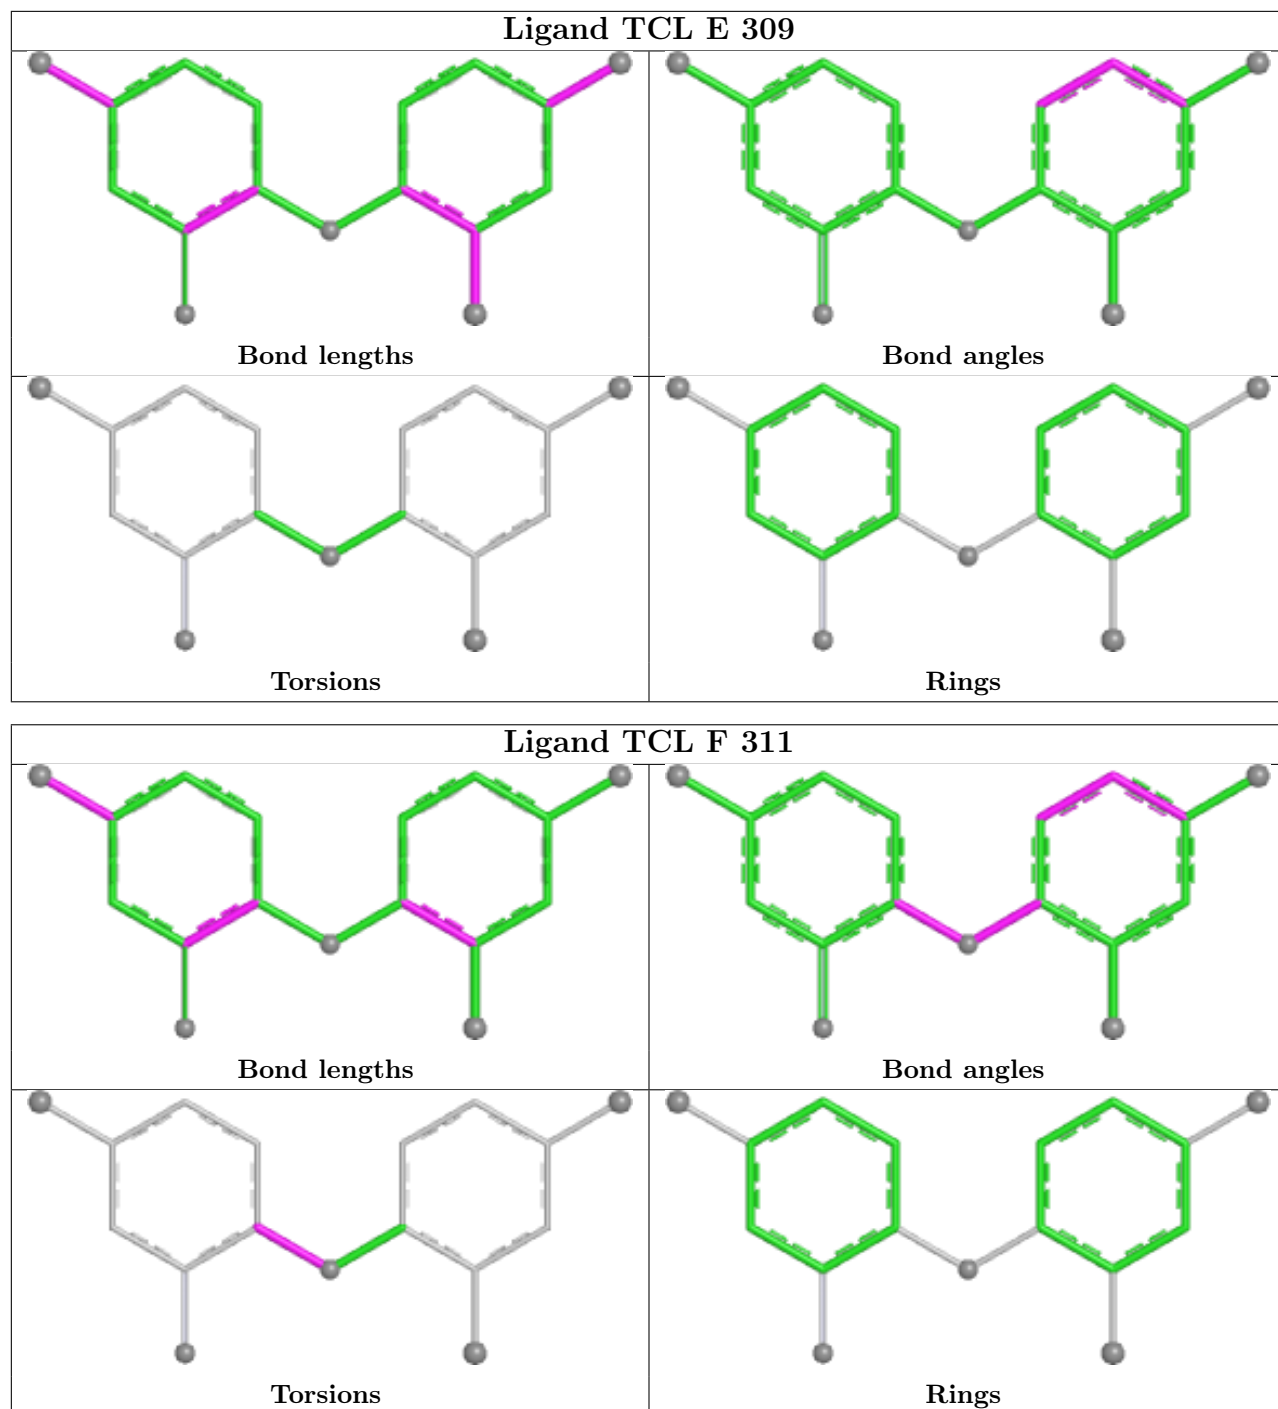 Ligand TCL E 309
Bond lengths
Bond angles
Torsions
Rings
Ligand TCL F 311
Bond lengths
Bond angles
Torsions
Rings